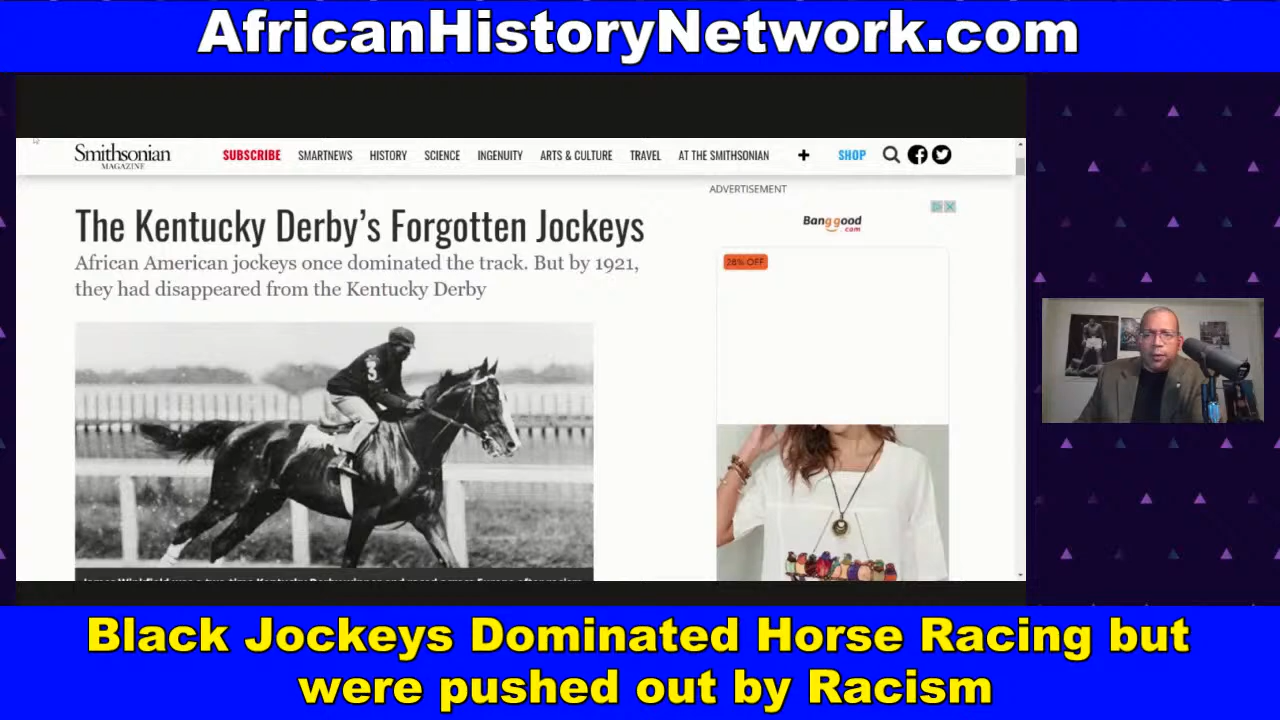 AfricanHistoryNetwork.com
Smithsonian
MAGAZINE
SUBSCRIBE SMARTNEWS HISTORY SCIENCE INGENUITY ARTS & CULTURE TRAVEL AT THE SMITHSONIAN + SHOP
ADVERTISEMENT
The Kentucky Derby's Forgotten Jockeys
African American jockeys once dominated the track. But by 1921,
they had disappeared from the Kentucky Derby
Banggood
.com
28% OFF
3
Black Jockeys Dominated Horse Racing but
were pushed out by Racism